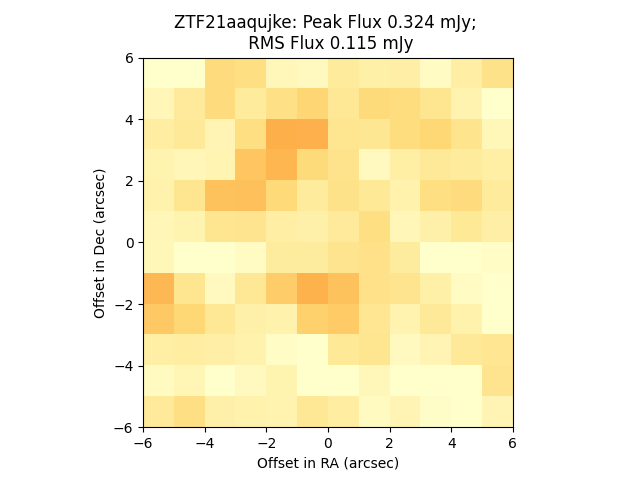 ZTF21aaqujke: Peak Flux 0.324 mJy;
RMS Flux 0.115 mJy
6
4
2
0
−2
−4
−6
Offset in Dec (arcsec)
−6 −4 −2 0 2 4 6
Offset in RA (arcsec)